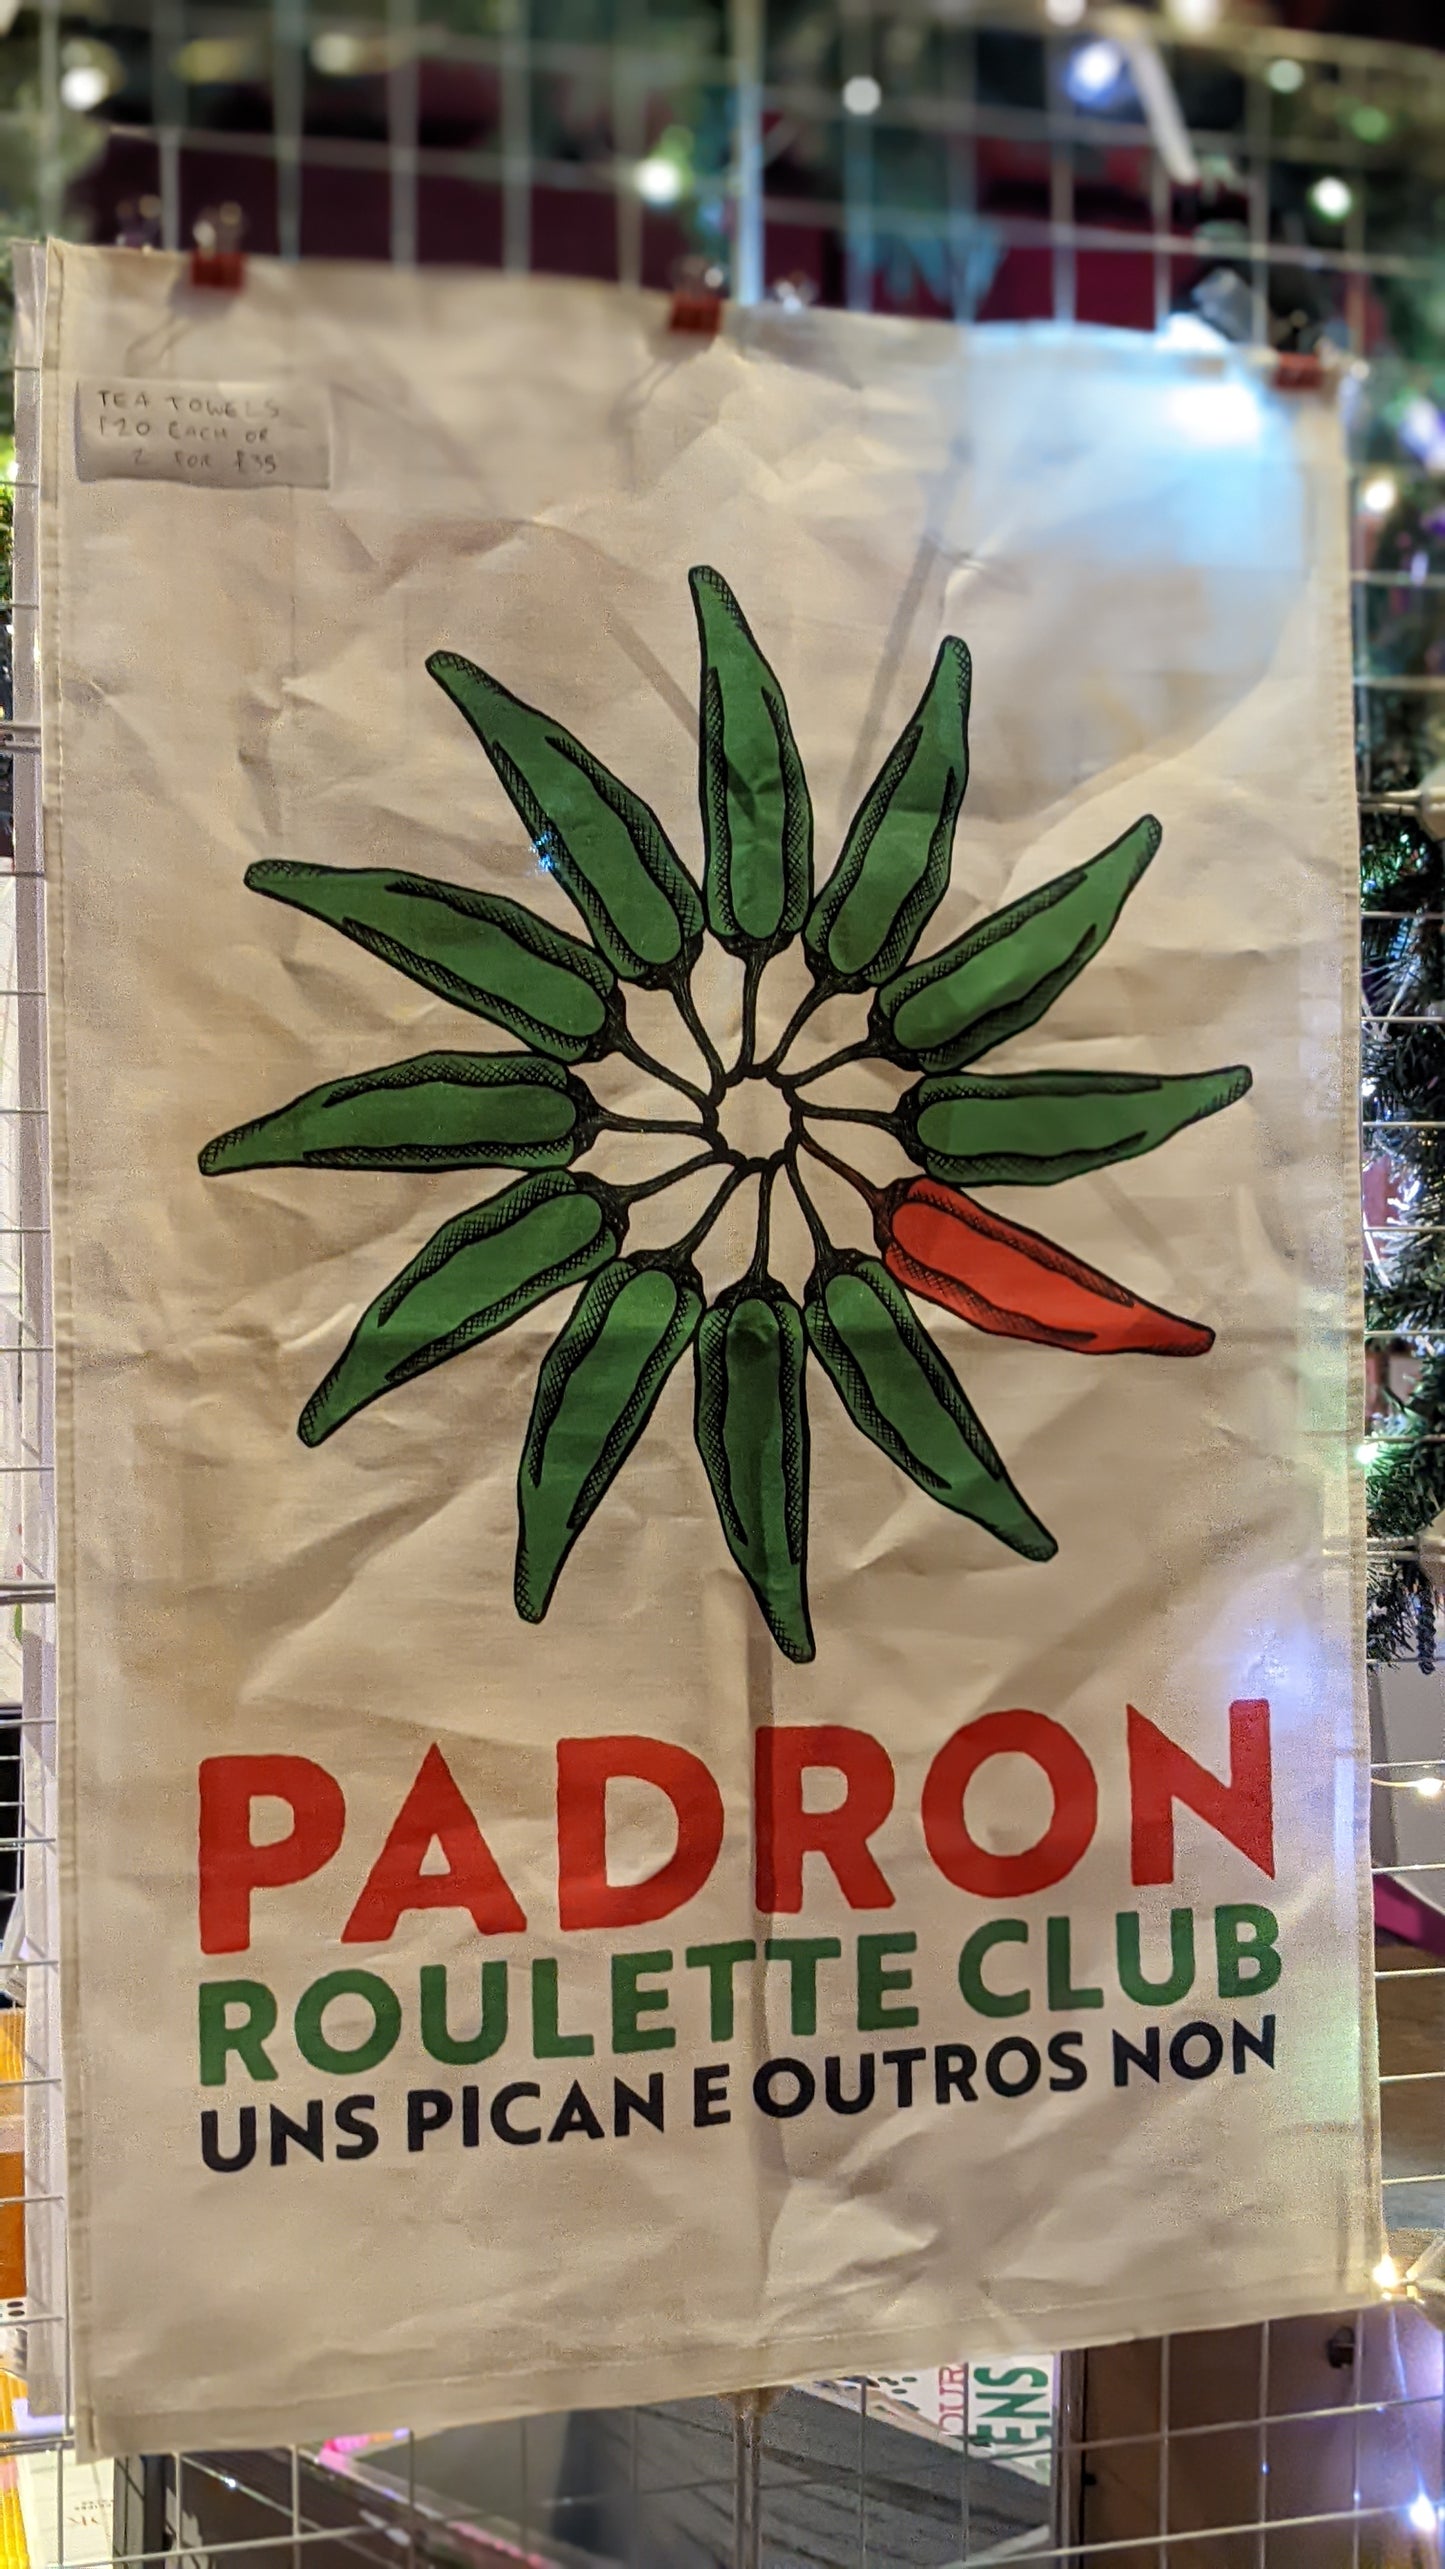 TEA TOWELS
£20 EACH OR
2 FOR £35
PADRON
ROULETTE CLUB
UNS PICAN E OUTROS NON